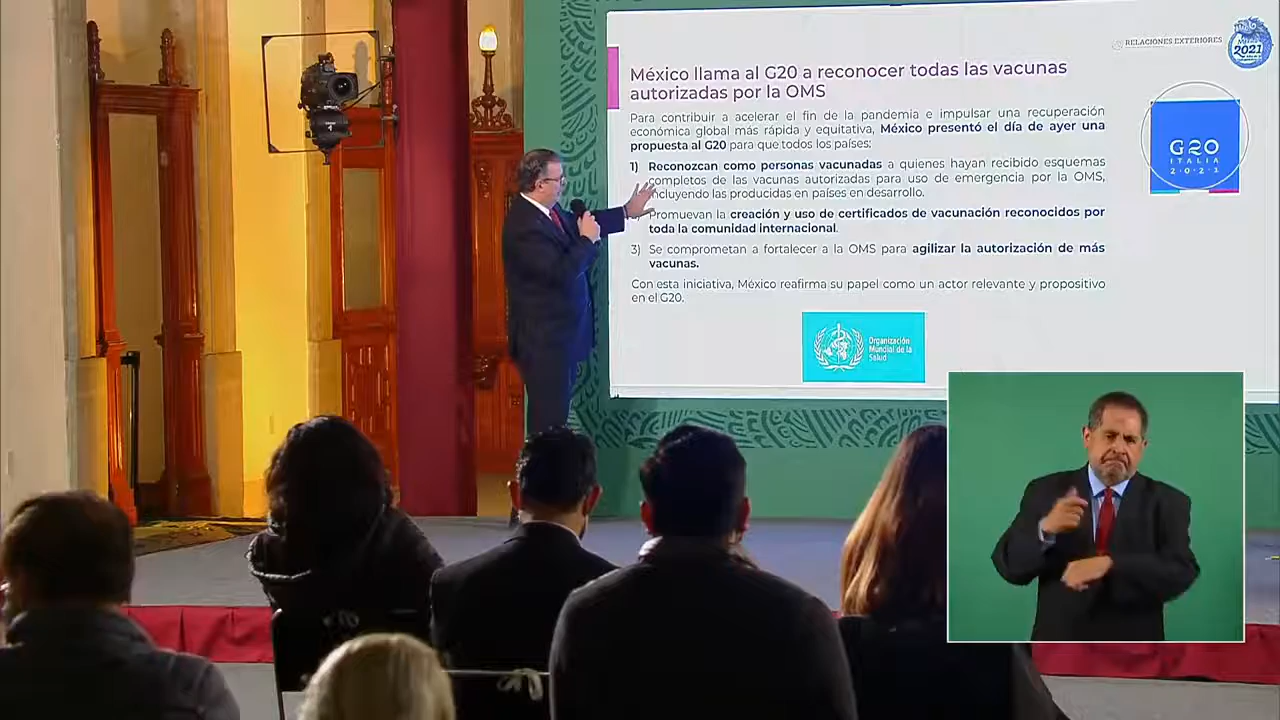 RELACIONES EXTERIORES
México
2021
México llama al G20 a reconocer todas las vacunas
autorizadas por la OMS
Para contribuir a acelerar el fin de la pandemia e impulsar una recuperación
económica global más rápida y equitativa, México presentó el día de ayer una
propuesta al G20 para que todos los países:
1) Reconozcan como personas vacunadas a quienes hayan recibido esquemas
completos de las vacunas autorizadas para uso de emergencia por la OMS,
incluyendo las producidas en países en desarrollo.
Promuevan la creación y uso de certificados de vacunación reconocidos por
toda la comunidad internacional.
3) Se comprometan a fortalecer a la OMS para agilizar la autorización de más
vacunas.
Con esta iniciativa, México reafirma su papel como un actor relevante y propositivo
en el G20.
G20
ITALIA
2021
Organización
Mundial de la
Salud